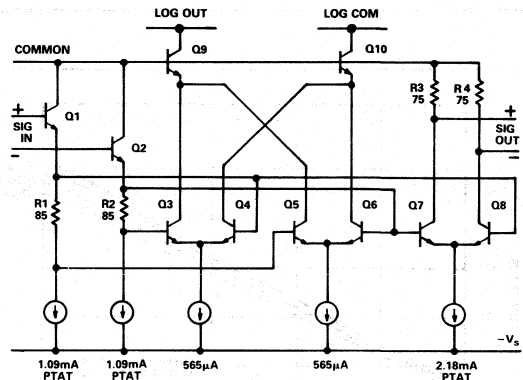 LOG OUT
LOG COM
COMMON
Q9
Q10
+
Q1
SIG
IN
–
Q2
R3
75
R4
75
+
SIG
OUT
–
R1
85
R2
85
Q3
Q4
Q5
Q6
Q7
Q8
–Vs
1.09mA
PTAT
1.09mA
PTAT
565μA
565μA
2.18mA
PTAT